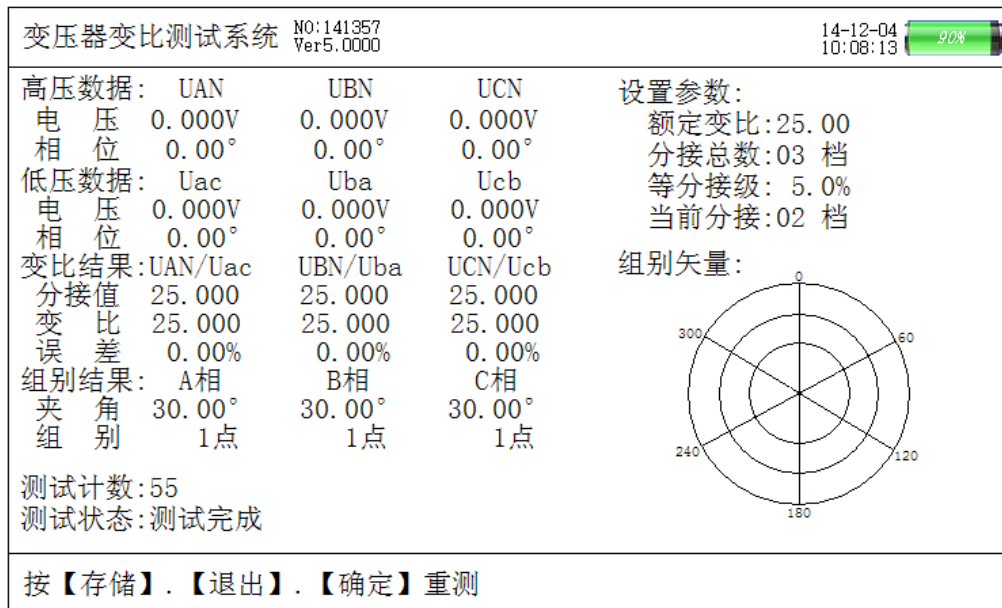 变压器变比测试系统 NO:141357
Ver5.0000
14-12-04
10:08:13
90%
高压数据: UAN UBN UCN
电 压 0.000V 0.000V 0.000V
相 位 0.00° 0.00° 0.00°
低压数据: Uac Uba Ucb
电 压 0.000V 0.000V 0.000V
相 位 0.00° 0.00° 0.00°
变比结果:UAN/Uac UBN/Uba UCN/Ucb
分接值 25.000 25.000 25.000
变 比 25.000 25.000 25.000
误 差 0.00% 0.00% 0.00%
组别结果: A相 B相 C相
夹 角 30.00° 30.00° 30.00°
组 别 1点 1点 1点
测试计数:55
测试状态:测试完成
设置参数:
额定变比:25.00
分接总数:03 档
等分接级: 5.0%
当前分接:02 档
组别矢量:
0
300 60
240 120
180
按【存储】.【退出】.【确定】重测